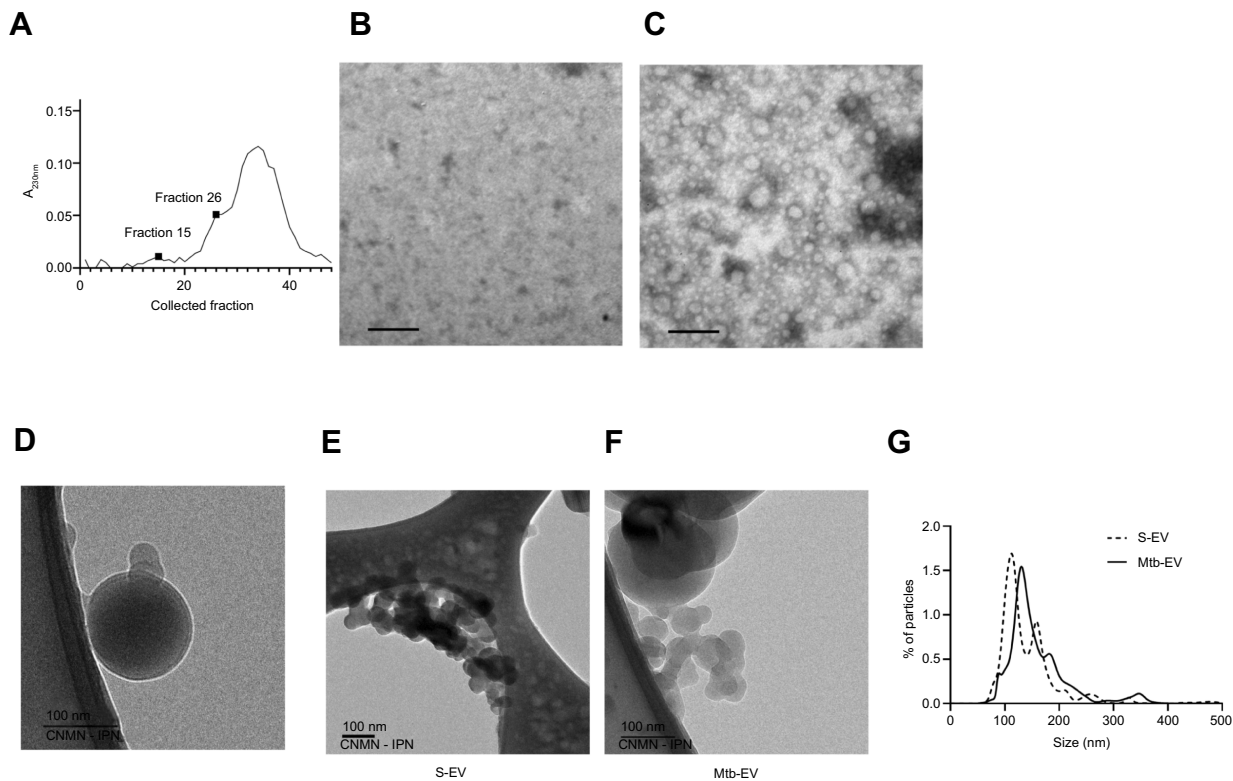 A
B
C
0.15
0.10
0.05
0.00
A230nm
Fraction 26
Fraction 15
0
20
40
Collected fraction
D
E
F
G
100 nm
CNMN - IPN
100 nm
CNMN - IPN
S-EV
100 nm
CNMN - IPN
Mtb-EV
2.0
1.5
1.0
0.5
0.0
% of particles
S-EV
Mtb-EV
0
100
200
300
400
500
Size (nm)